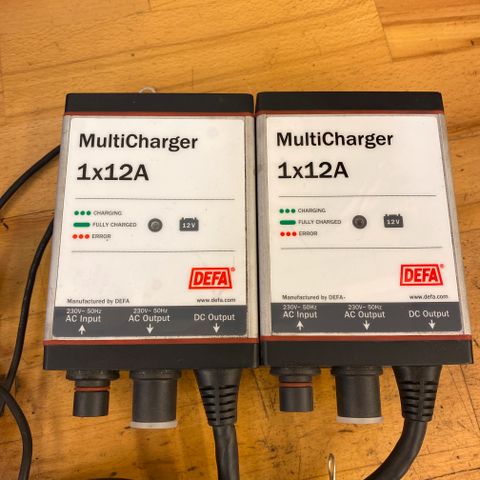 MultiCharger
1x12A
CHARGING
FULLY CHARGED
ERROR
12V
DEFA®
Manufactured by DEFA
www.defa.com
230V~ 50Hz
AC Input
230V~ 50Hz
AC Output
DC Output
MultiCharger
1x12A
CHARGING
FULLY CHARGED
ERROR
12V
DEFA®
Manufactured by DEFA-
www.defa.com
230V~ 50Hz
AC Input
230V~ 50Hz
AC Output
DC Output